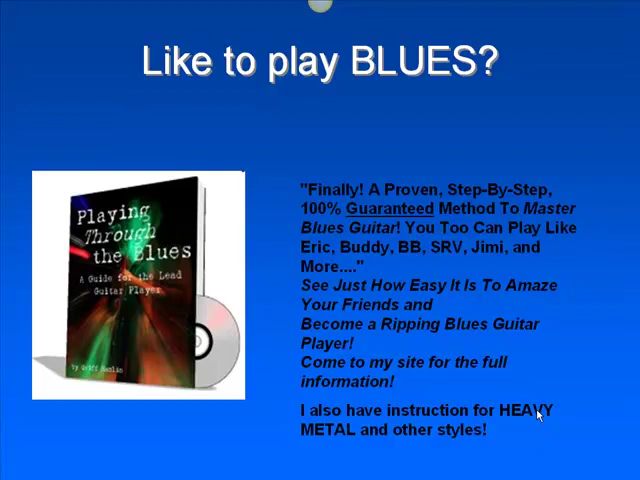 Like to play BLUES?
Playing
Through
the Blues
A Guide for the Lead
Guitar Player
"Finally! A Proven, Step-By-Step,
100% Guaranteed Method To Master
Blues Guitar! You Too Can Play Like
Eric, Buddy, BB, SRV, Jimi, and
More...."
See Just How Easy It Is To Amaze
Your Friends and
Become a Ripping Blues Guitar
Player!
Come to my site for the full
information!
I also have instruction for HEAVY
METAL and other styles!